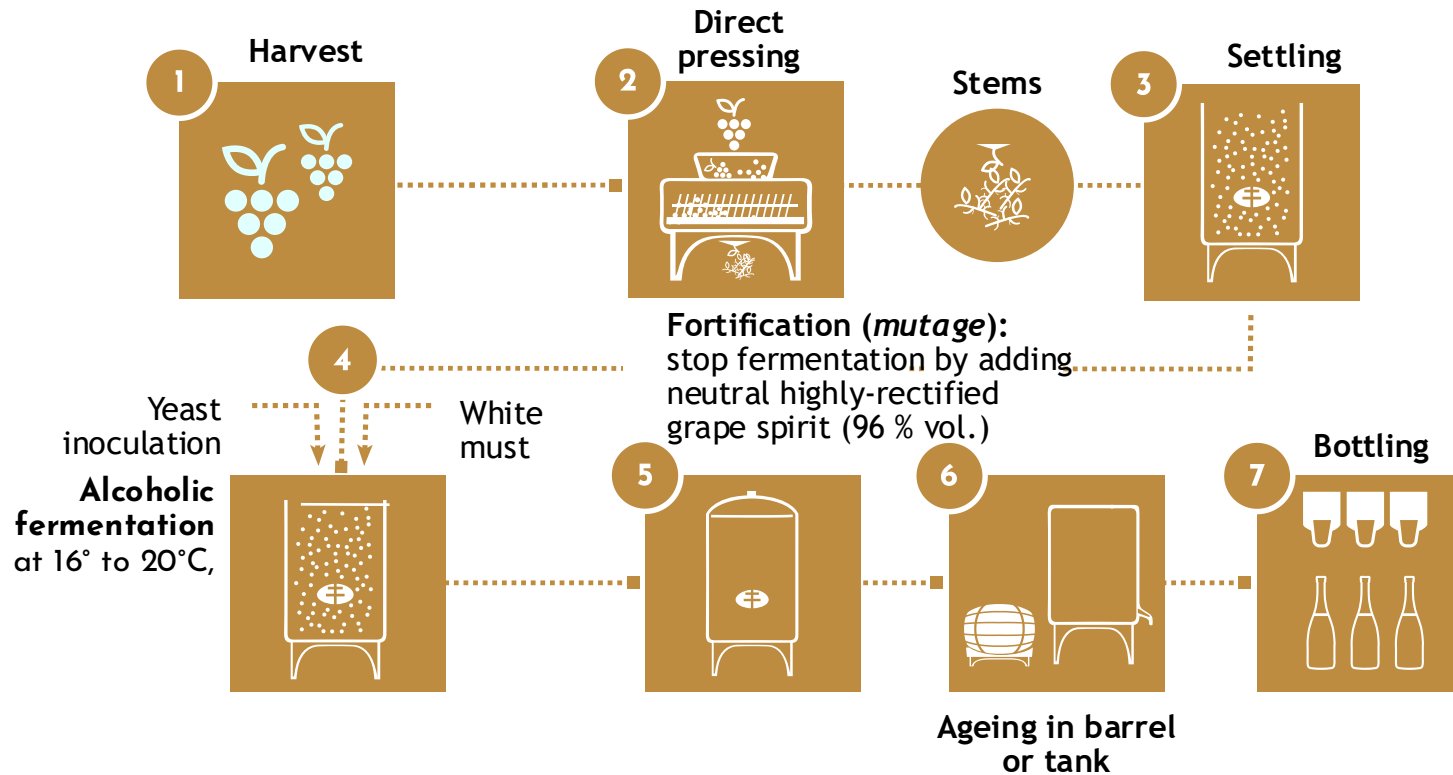 1
Harvest
2
Direct
pressing
Stems
3
Settling
4
Yeast
inoculation
White
must
Alcoholic
fermentation
at 16° to 20°C,
Fortification (mutage):
stop fermentation by adding
neutral highly-rectified
grape spirit (96 % vol.)
5
6
Ageing in barrel
or tank
7
Bottling